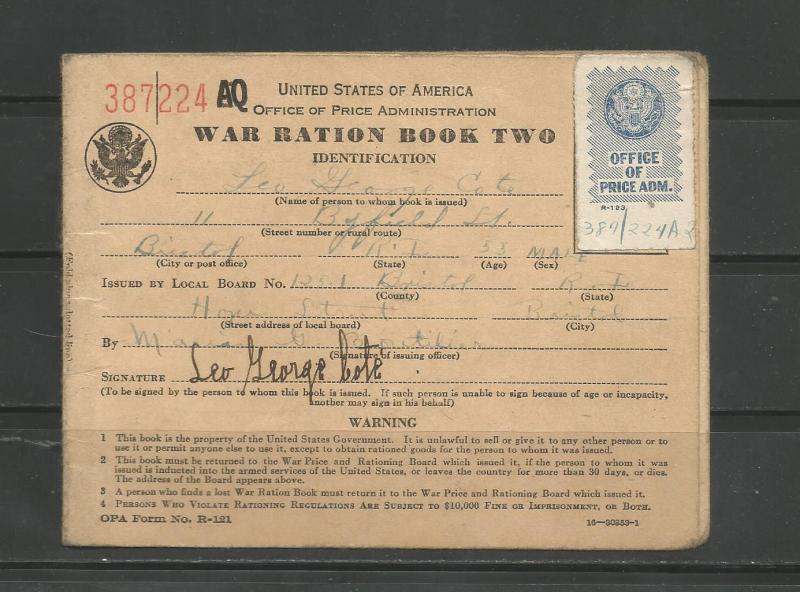 387224 AQ
UNITED STATES OF AMERICA
OFFICE OF PRICE ADMINISTRATION
WAR RATION BOOK TWO
IDENTIFICATION
OFFICE
OF
PRICE ADM.
R-123
387/224A2
Leo George Cote
(Name of person to whom book is issued)
11 Byfield St.
(Street number or rural route)
Bristol R.I. 53 MALE
(City or post office) (State) (Age) (Sex)
ISSUED BY LOCAL BOARD NO. 1201 Bristol R.I.
(County) (State)
Hope Street Bristol
(Street address of local board) (City)
By
(Signature of issuing officer)
SIGNATURE Leo George Cote
(To be signed by the person to whom this book is issued. If such person is unable to sign because of age or incapacity, another may sign in his behalf)
WARNING
1 This book is the property of the United States Government. It is unlawful to sell or give it to any other person or to
use it or permit anyone else to use it, except to obtain rationed goods for the person to whom it was issued.
2 This book must be returned to the War Price and Rationing Board which issued it, if the person to whom it was
issued is inducted into the armed services of the United States, or leaves the country for more than 30 days, or dies.
The address of the Board appears above.
3 A person who finds a lost War Ration Book must return it to the War Price and Rationing Board which issued it.
4 PERSONS WHO VIOLATE RATIONING REGULATIONS ARE SUBJECT TO $10,000 FINE OR IMPRISONMENT, OR BOTH.
OPA FORM NO. R-121 16—30853-1